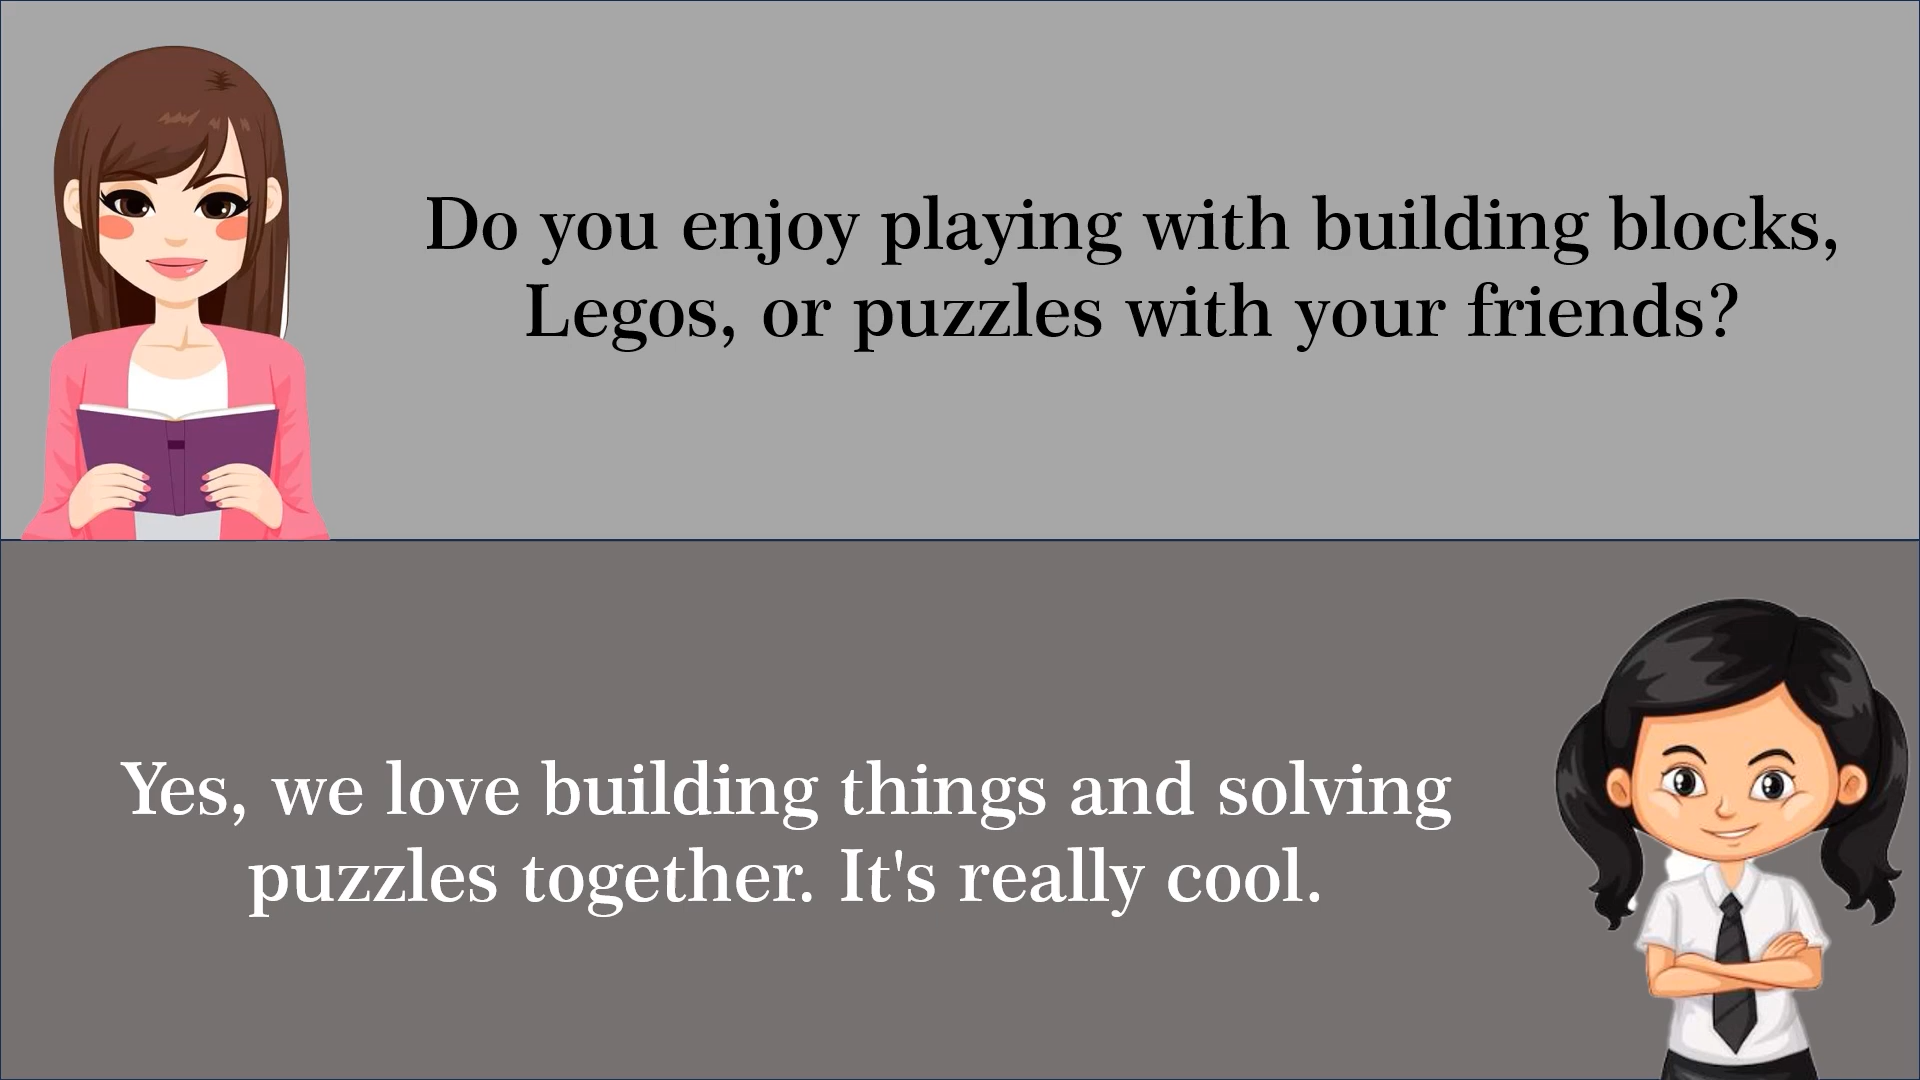 Do you enjoy playing with building blocks,
Legos, or puzzles with your friends?
Yes, we love building things and solving
puzzles together. It's really cool.